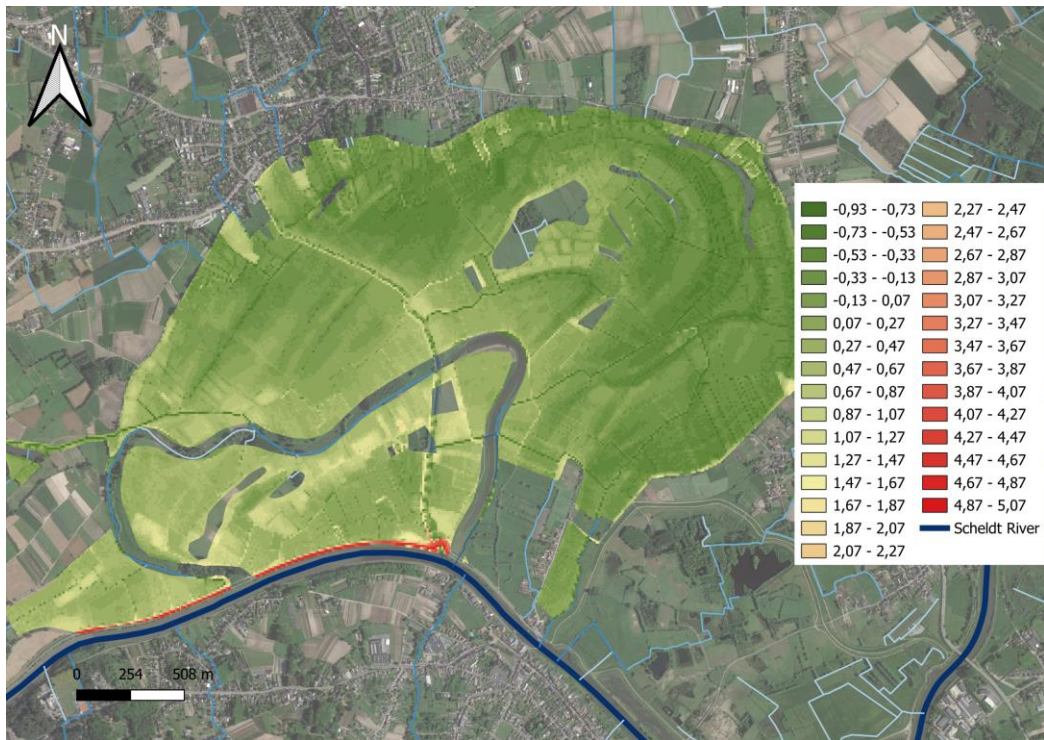 N
-0,93 - -0,73
-0,73 - -0,53
-0,53 - -0,33
-0,33 - -0,13
-0,13 - 0,07
0,07 - 0,27
0,27 - 0,47
0,47 - 0,67
0,67 - 0,87
0,87 - 1,07
1,07 - 1,27
1,27 - 1,47
1,47 - 1,67
1,67 - 1,87
1,87 - 2,07
2,07 - 2,27
2,27 - 2,47
2,47 - 2,67
2,67 - 2,87
2,87 - 3,07
3,07 - 3,27
3,27 - 3,47
3,47 - 3,67
3,67 - 3,87
3,87 - 4,07
4,07 - 4,27
4,27 - 4,47
4,47 - 4,67
4,67 - 4,87
4,87 - 5,07
Scheldt River
0 254 508 m